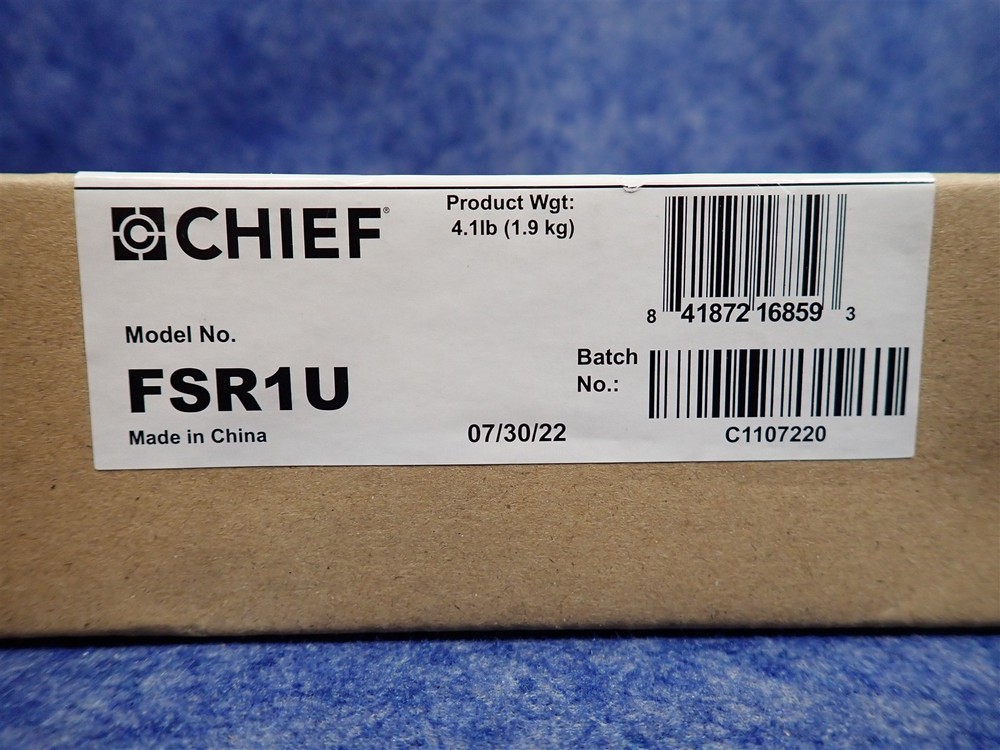 CHIEF®
Product Wgt:
4.1lb (1.9 kg)
8 41872 16859 3
Model No.
FSR1U
Made in China
07/30/22
Batch
No.:
C1107220